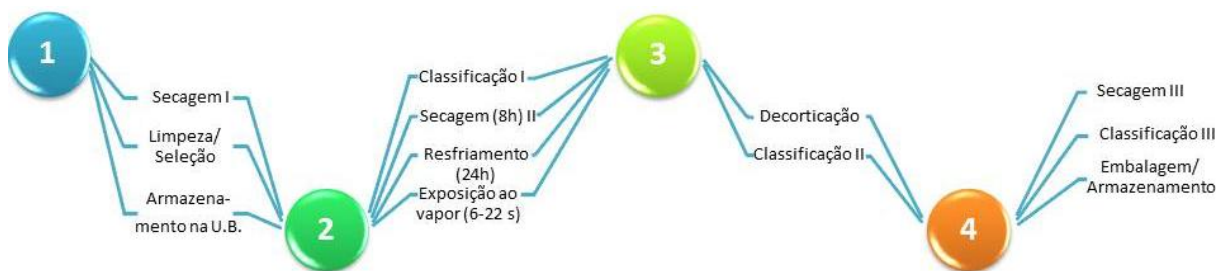 1
Secagem I
Limpeza/
Seleção
Armazena-
mento na U.B.
2
Classificação I
Secagem (8h) II
Resfriamento
(24h)
Exposição ao
vapor (6-22 s)
3
Decorticação
Classificação II
4
Secagem III
Classificação III
Embalagem/
Armazenamento